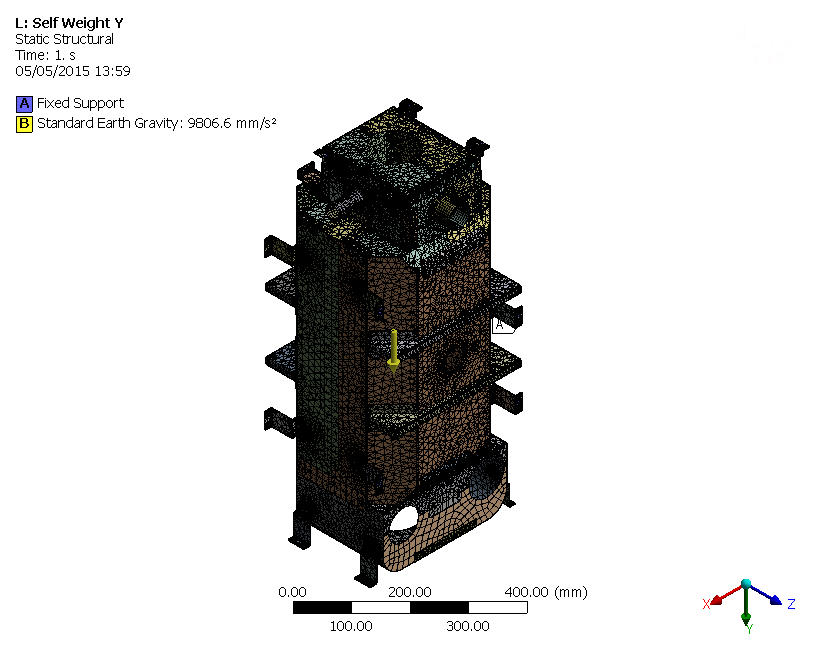 L: Self Weight Y
Static Structural
Time: 1. s
05/05/2015 13:59
A Fixed Support
B Standard Earth Gravity: 9806.6 mm/s²
A
0.00 200.00 400.00 (mm)
100.00 300.00
X Z
Y